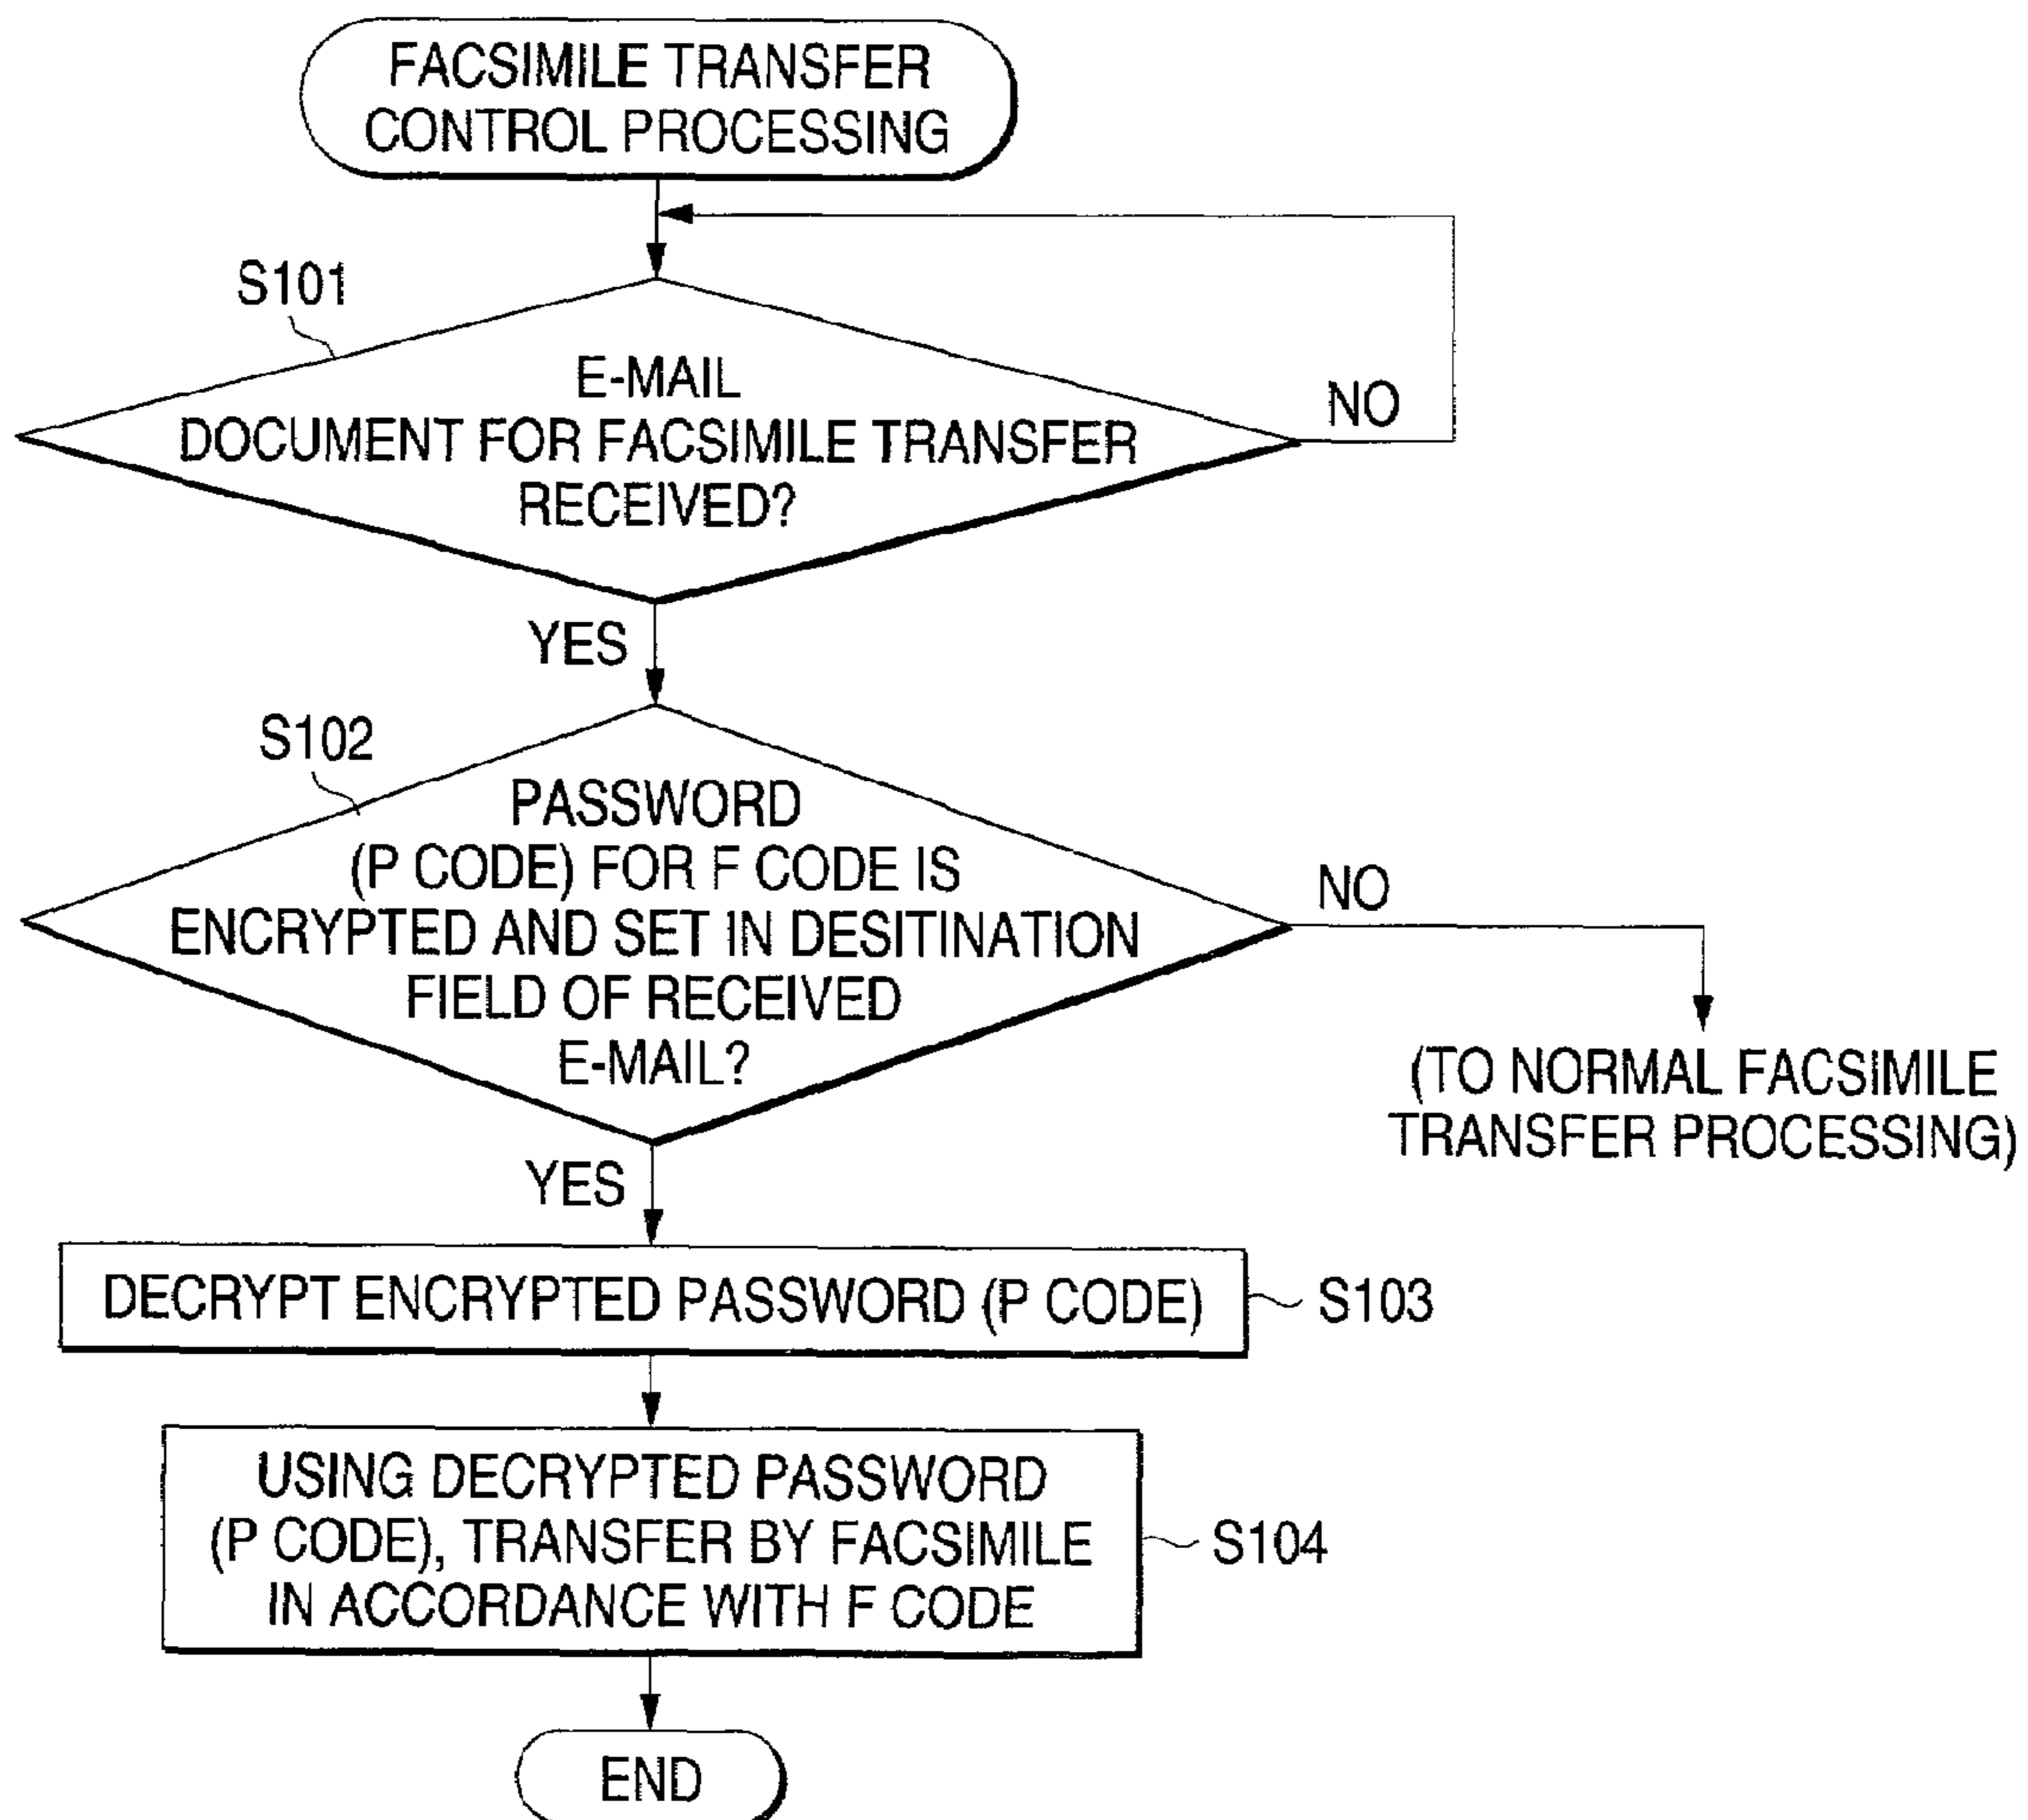 FACSIMILE TRANSFER
CONTROL PROCESSING
S101
E-MAIL
DOCUMENT FOR FACSIMILE TRANSFER
RECEIVED?
NO
YES
S102
PASSWORD
(P CODE) FOR F CODE IS
ENCRYPTED AND SET IN DESITINATION
FIELD OF RECEIVED
E-MAIL?
NO
(TO NORMAL FACSIMILE
TRANSFER PROCESSING)
YES
DECRYPT ENCRYPTED PASSWORD (P CODE)
S103
USING DECRYPTED PASSWORD
(P CODE), TRANSFER BY FACSIMILE
IN ACCORDANCE WITH F CODE
S104
END